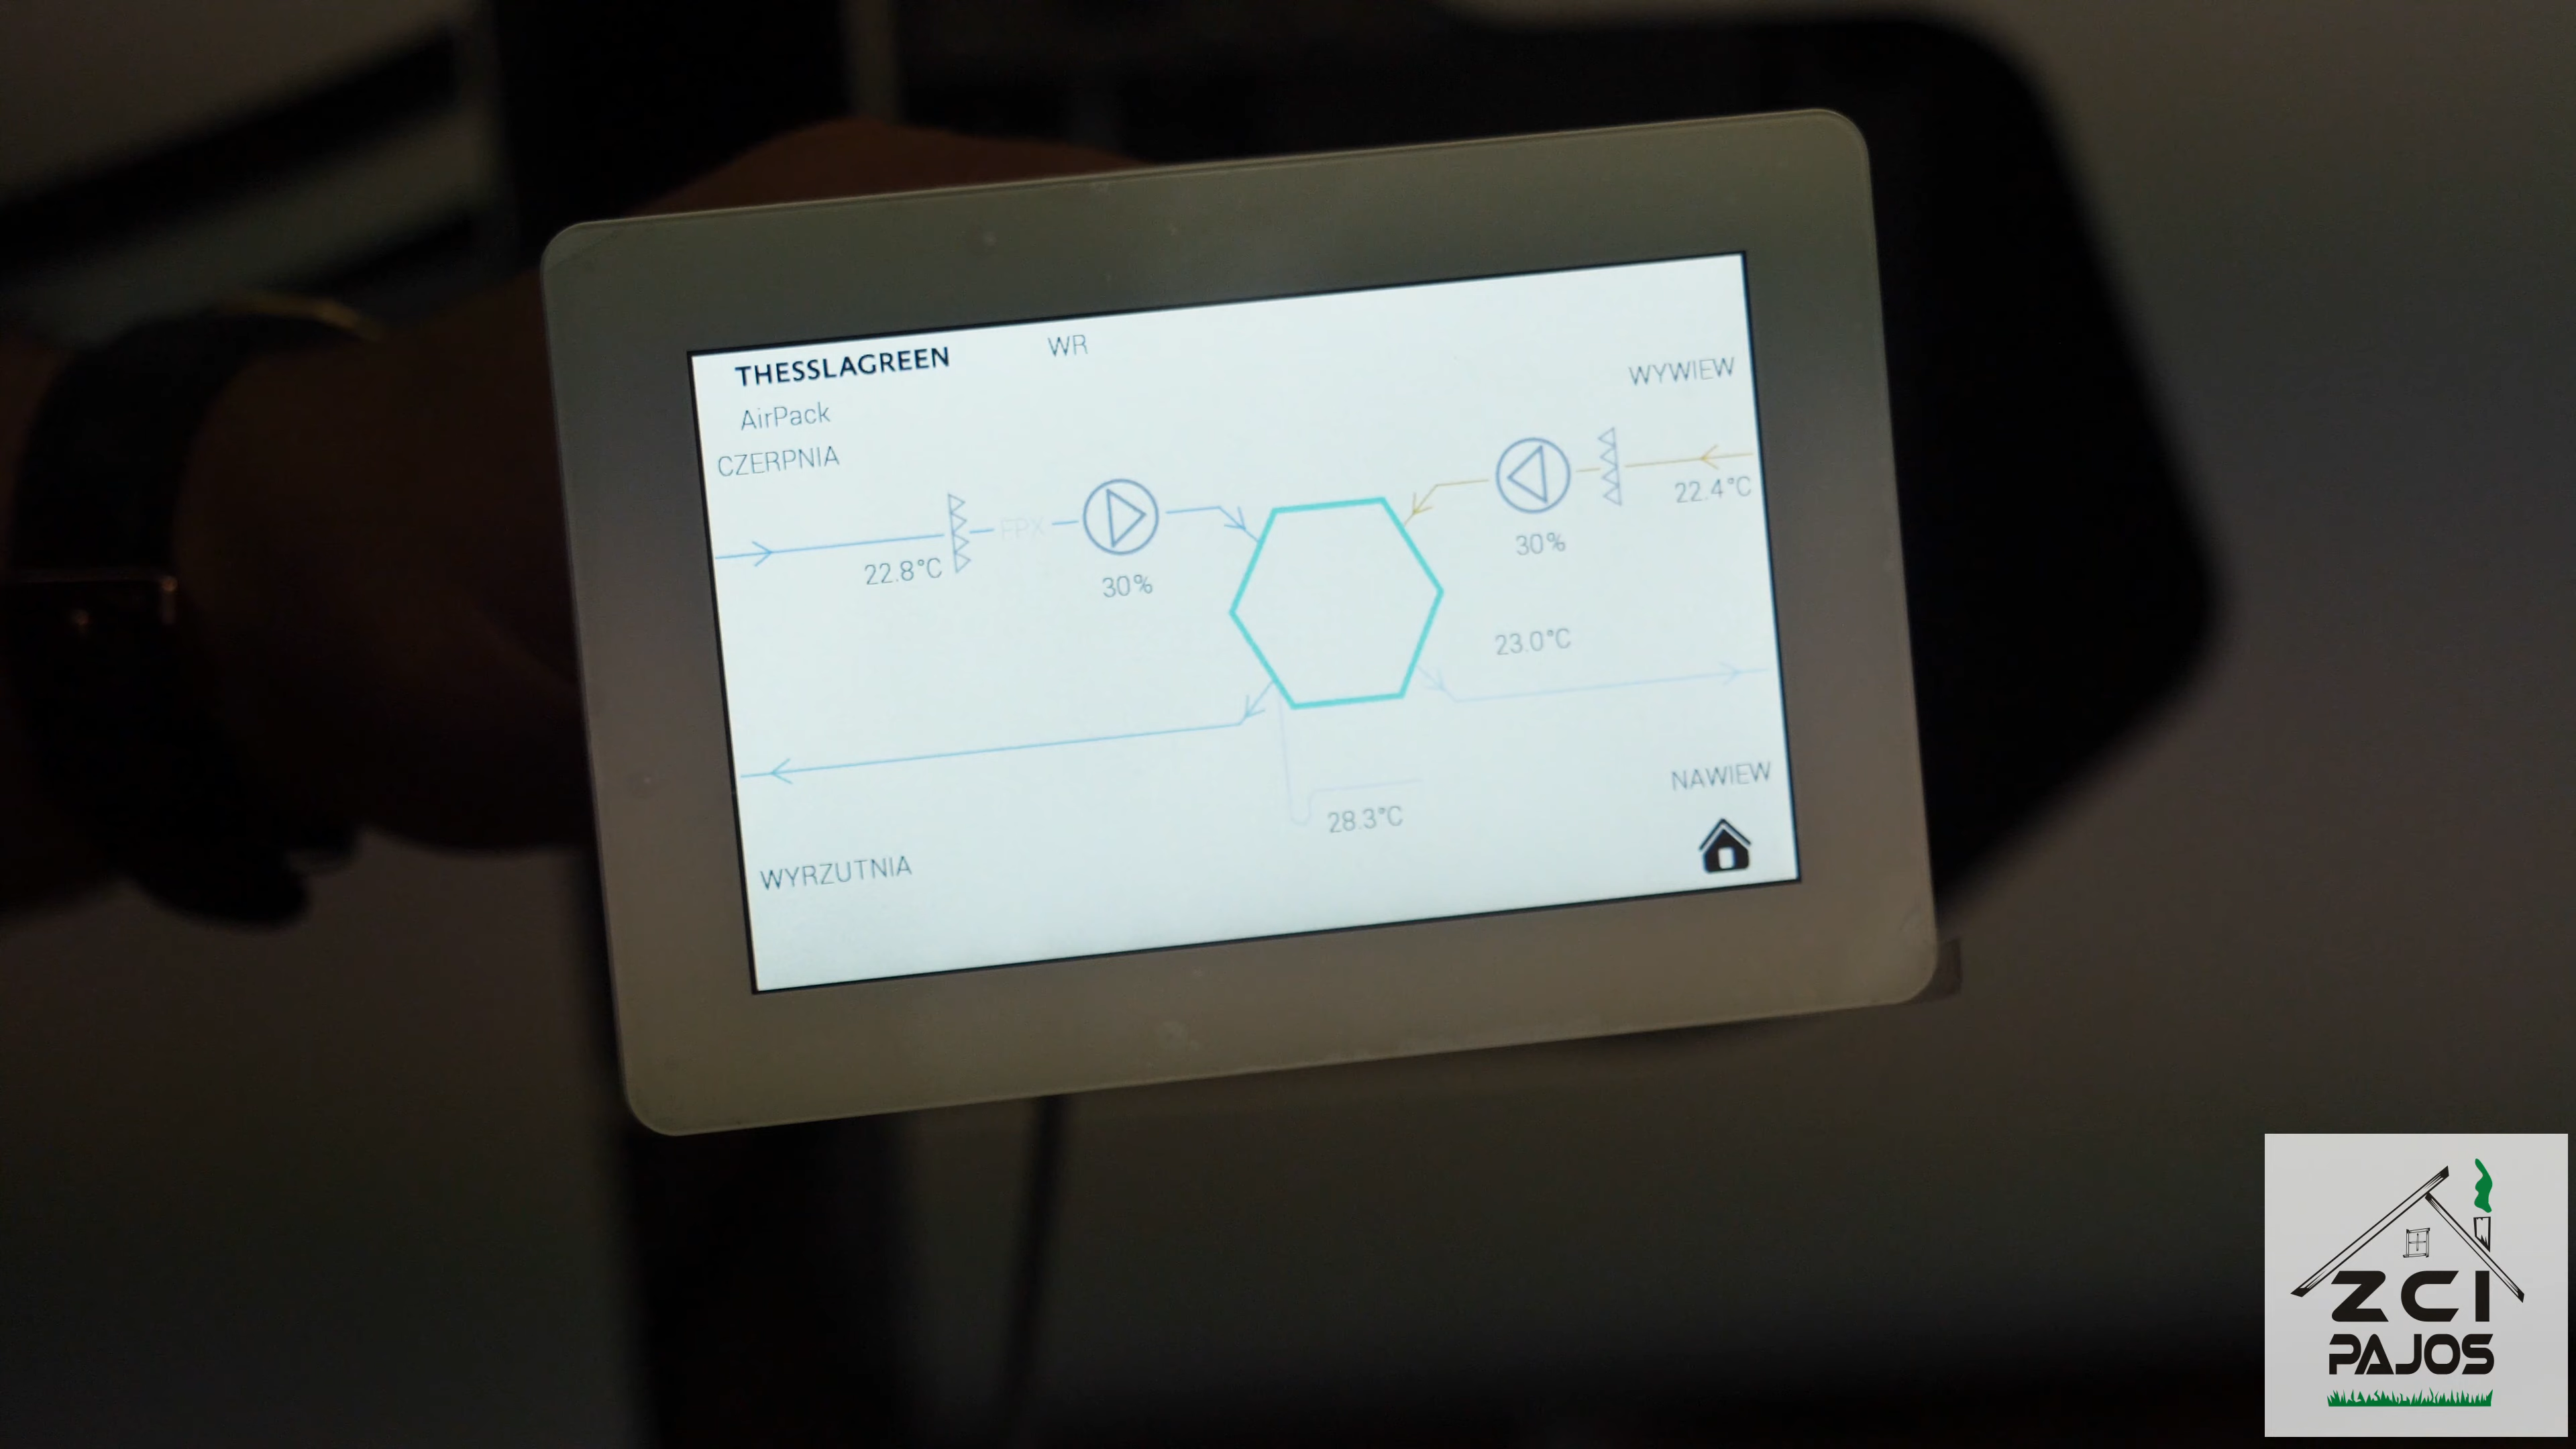 THESSLAGREEN
WR
AirPack
WYWIEW
CZERPNIA
22.4°C
FPX
22.8°C
30%
30%
23.0°C
NAWIEW
28.3°C
WYRZUTNIA
ZCI
PAJOS